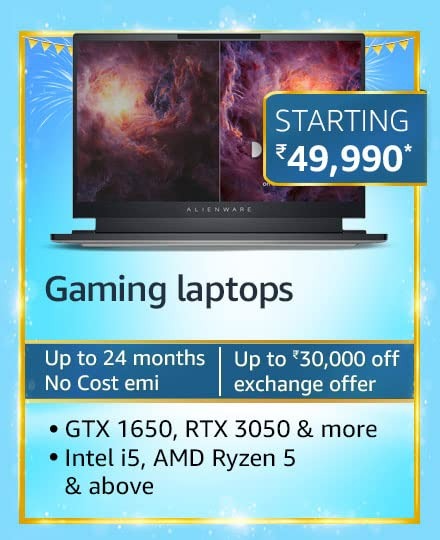 STARTING
₹49,990*
ALIENWARE
Gaming laptops
Up to 24 months
No Cost emi
Up to ₹30,000 off
exchange offer
• GTX 1650, RTX 3050 & more
• Intel i5, AMD Ryzen 5
& above